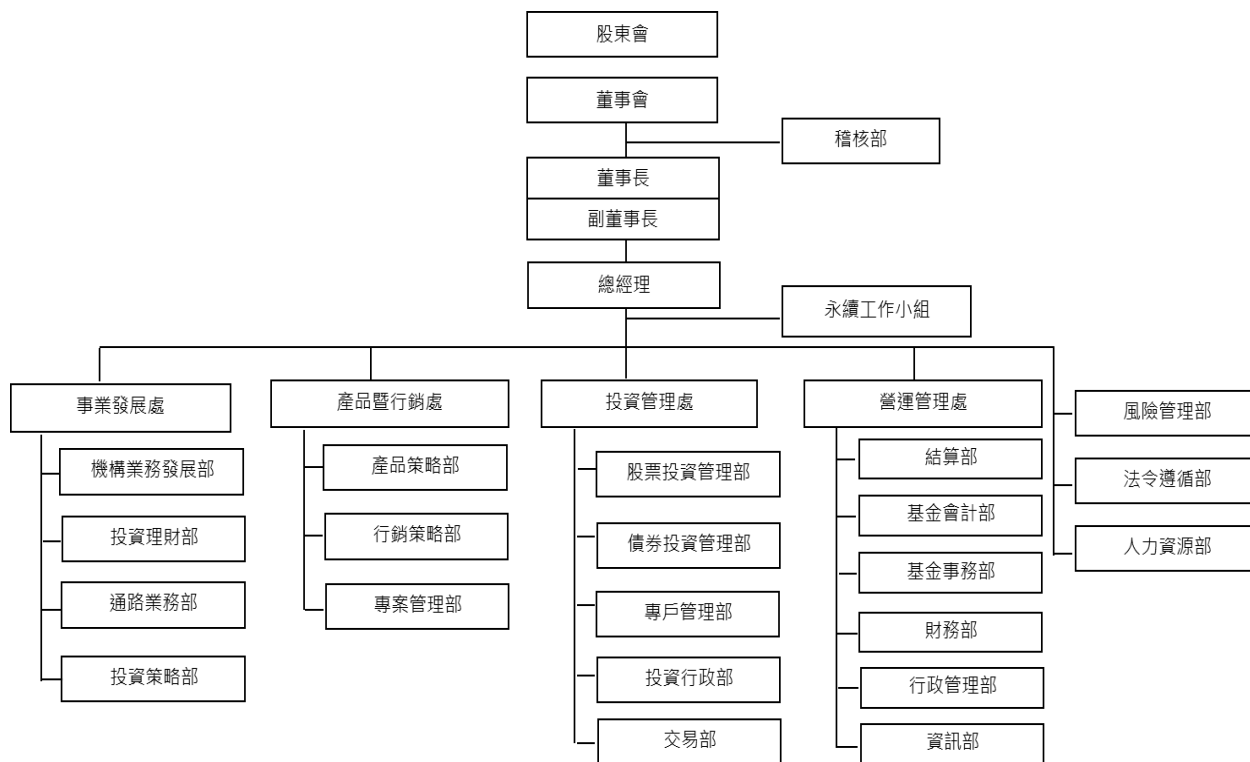 股東會
董事會
稽核部
董事長
副董事長
總經理
永續工作小組
事業發展處
機構業務發展部
投資理財部
通路業務部
投資策略部
產品暨行銷處
產品策略部
行銷策略部
專案管理部
投資管理處
股票投資管理部
債券投資管理部
專戶管理部
投資行政部
交易部
營運管理處
結算部
基金會計部
基金事務部
財務部
行政管理部
資訊部
風險管理部
法令遵循部
人力資源部